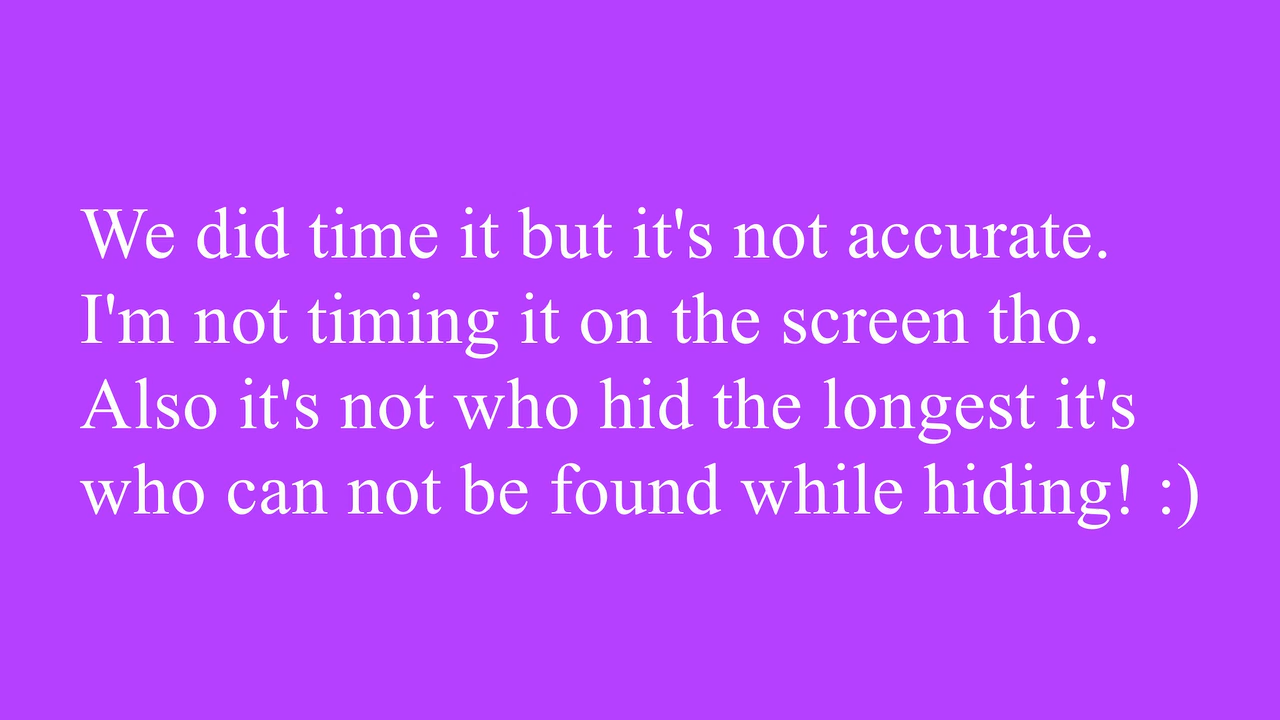 We did time it but it's not accurate.
I'm not timing it on the screen tho.
Also it's not who hid the longest it's
who can not be found while hiding! :)